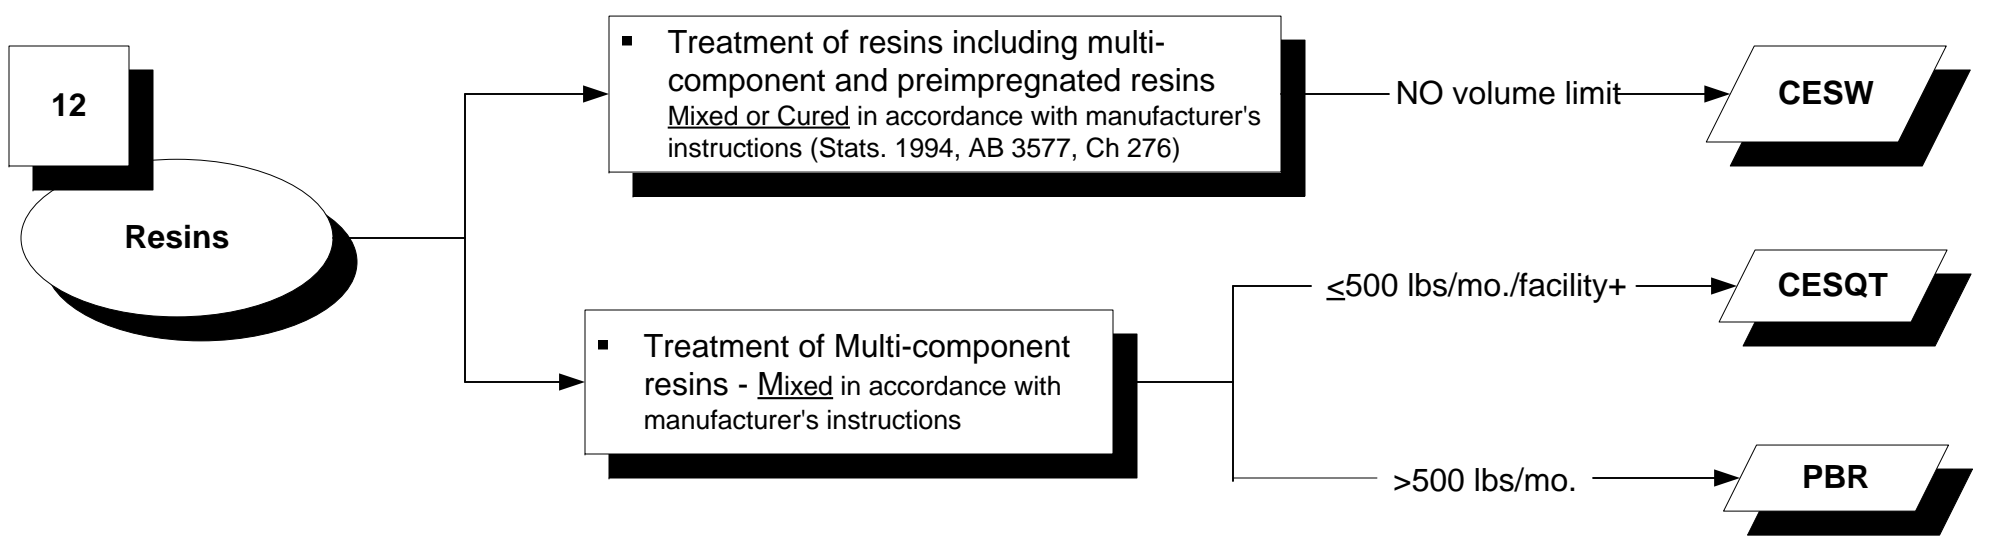 12
Resins
▪ Treatment of resins including multi-
component and preimpregnated resins
Mixed or Cured in accordance with manufacturer's
instructions (Stats. 1994, AB 3577, Ch 276)
NO volume limit
CESW
▪ Treatment of Multi-component
resins - Mixed in accordance with
manufacturer's instructions
≤500 lbs/mo./facility+
CESQT
>500 lbs/mo.
PBR